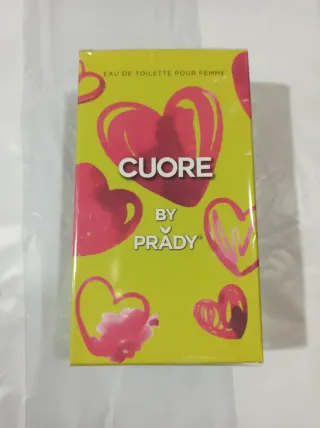 EAU DE TOILETTE POUR FEMME
CUORE
BY
PRADY®